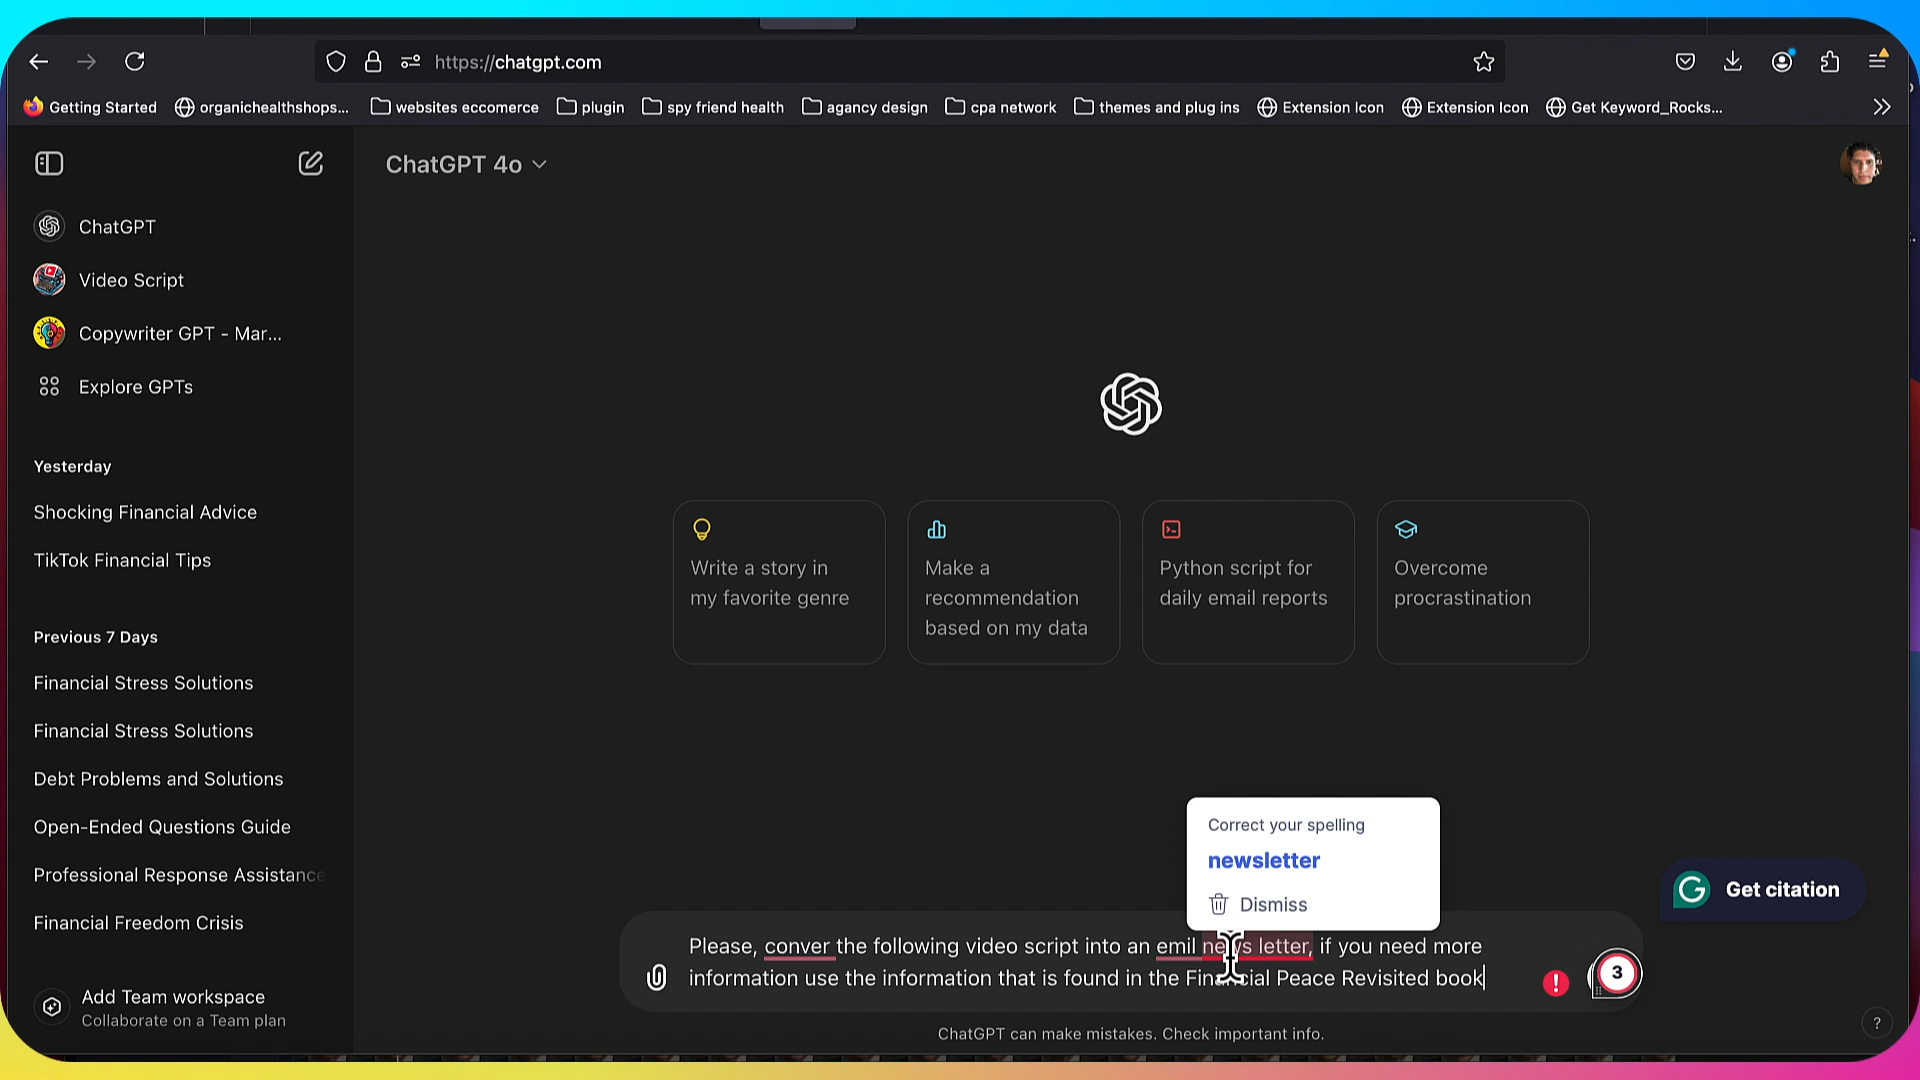 https://chatgpt.com
Getting Started
organichealthshops...
websites eccomerce
plugin
spy friend health
agancy design
cpa network
themes and plug ins
Extension Icon
Extension Icon
Get Keyword_Rocks...
ChatGPT 4o
ChatGPT
Video Script
Copywriter GPT - Mar...
Explore GPTs
Yesterday
Shocking Financial Advice
TikTok Financial Tips
Previous 7 Days
Financial Stress Solutions
Financial Stress Solutions
Debt Problems and Solutions
Open-Ended Questions Guide
Professional Response Assistance
Financial Freedom Crisis
Add Team workspace
Collaborate on a Team plan
Write a story in
my favorite genre
Make a
recommendation
based on my data
Python script for
daily email reports
Overcome
procrastination
Correct your spelling
newsletter
Dismiss
Get citation
Please, conver the following video script into an emil news letter, if you need more
information use the information that is found in the Financial Peace Revisited book
3
ChatGPT can make mistakes. Check important info.
?